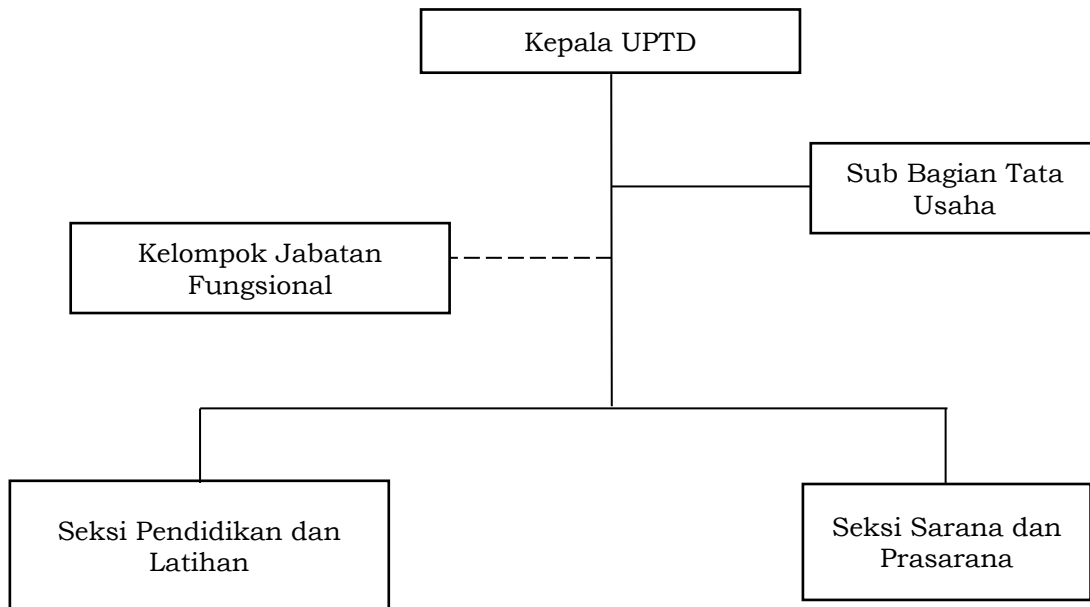 Kepala UPTD
Sub Bagian Tata
Usaha
Kelompok Jabatan
Fungsional
Seksi Pendidikan dan
Latihan
Seksi Sarana dan
Prasarana